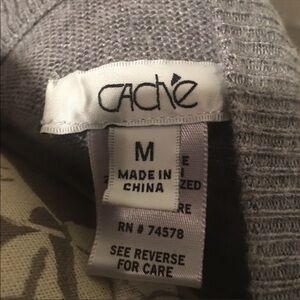 CAChé
M
MADE IN
CHINA
RN # 74578
SEE REVERSE
FOR CARE